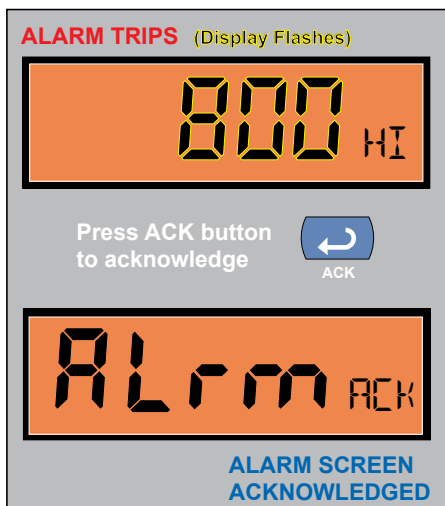 ALARM TRIPS (Display Flashes)
800 HI
Press ACK button
to acknowledge
ACK
ALrm ACK
ALARM SCREEN
ACKNOWLEDGED